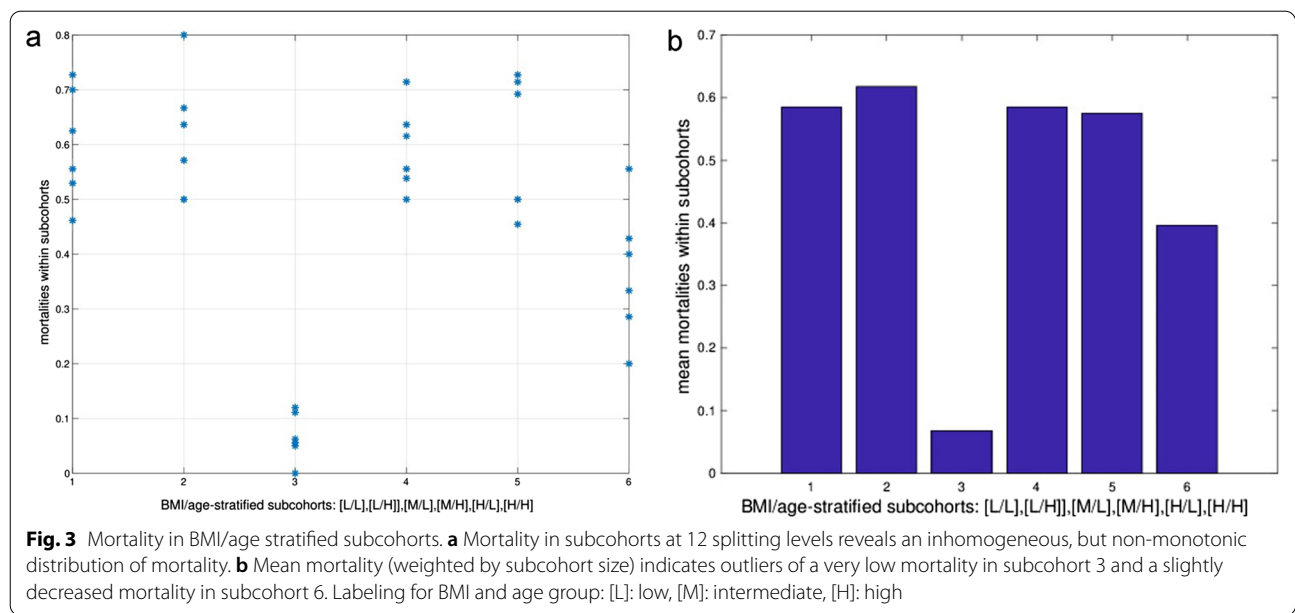 a
0.8
0.7
0.6
0.5
0.4
0.3
0.2
0.1
0
mortalities within subcohorts
1 2 3 4 5 6
BMI/age-stratified subcohorts: [L/L],[L/H]],[M/L],[M/H],[H/L],[H/H]
b
0.7
0.6
0.5
0.4
0.3
0.2
0.1
0
mean mortalities within subcohorts
1 2 3 4 5 6
BMI/age-stratified subcohorts: [L/L],[L/H]],[M/L],[M/H],[H/L],[H/H]
Fig. 3 Mortality in BMI/age stratified subcohorts. a Mortality in subcohorts at 12 splitting levels reveals an inhomogeneous, but non-monotonic
distribution of mortality. b Mean mortality (weighted by subcohort size) indicates outliers of a very low mortality in subcohort 3 and a slightly
decreased mortality in subcohort 6. Labeling for BMI and age group: [L]: low, [M]: intermediate, [H]: high